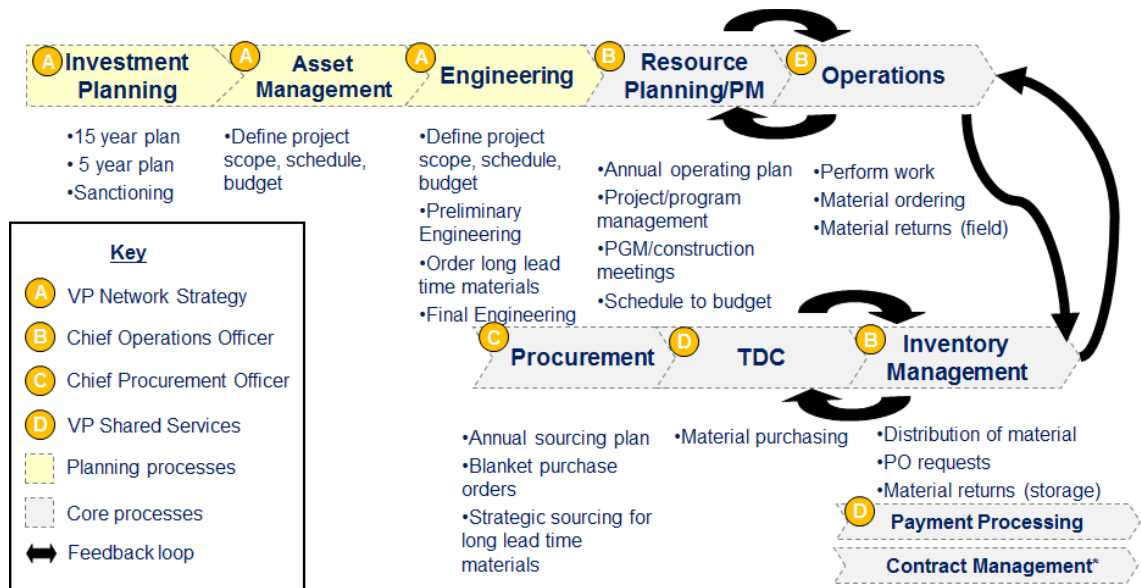 A Investment
Planning
A Asset
Management
A Engineering
B Resource
Planning/PM
B Operations
•15 year plan
• 5 year plan
•Sanctioning
•Define project
scope, schedule,
budget
•Define project
scope, schedule,
budget
•Preliminary
Engineering
•Order long lead
time materials
•Final Engineering
•Annual operating plan
•Project/program
management
•PGM/construction
meetings
•Schedule to budget
•Perform work
•Material ordering
•Material returns (field)
Key
A VP Network Strategy
B Chief Operations Officer
C Chief Procurement Officer
D VP Shared Services
Planning processes
Core processes
Feedback loop
C Procurement
D TDC
B Inventory
Management
•Annual sourcing plan
•Blanket purchase
orders
•Strategic sourcing for
long lead time
materials
•Material purchasing
•Distribution of material
•PO requests
•Material returns (storage)
D Payment Processing
Contract Management*